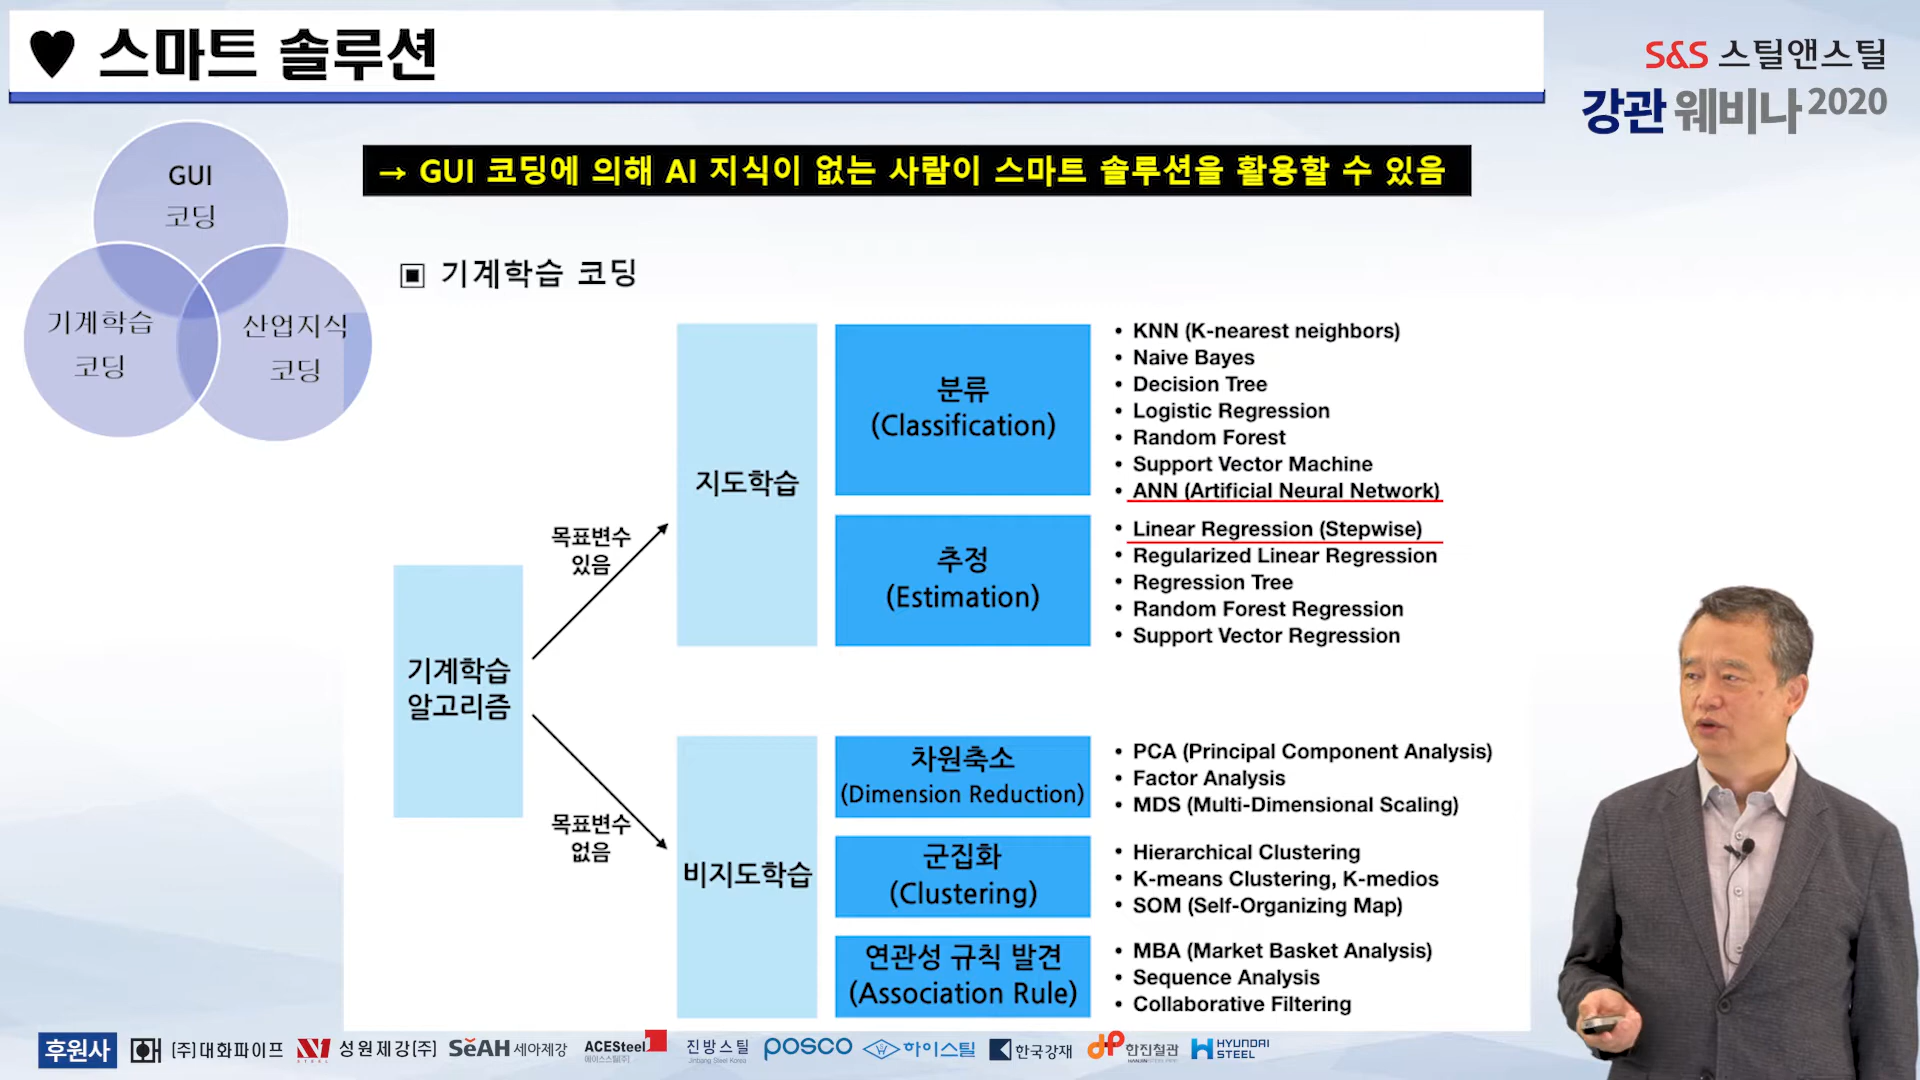 ♥ 스마트 솔루션
S&S 스틸앤스틸
강관 웨비나 2020
→ GUI 코딩에 의해 AI 지식이 없는 사람이 스마트 솔루션을 활용할 수 있음
GUI
코딩
기계학습
코딩
산업지식
코딩
▣ 기계학습 코딩
기계학습
알고리즘
목표변수
있음
지도학습
분류
(Classification)
• KNN (K-nearest neighbors)
• Naive Bayes
• Decision Tree
• Logistic Regression
• Random Forest
• Support Vector Machine
• ANN (Artificial Neural Network)
추정
(Estimation)
• Linear Regression (Stepwise)
• Regularized Linear Regression
• Regression Tree
• Random Forest Regression
• Support Vector Regression
목표변수
없음
비지도학습
차원축소
(Dimension Reduction)
• PCA (Principal Component Analysis)
• Factor Analysis
• MDS (Multi-Dimensional Scaling)
군집화
(Clustering)
• Hierarchical Clustering
• K-means Clustering, K-medios
• SOM (Self-Organizing Map)
연관성 규칙 발견
(Association Rule)
• MBA (Market Basket Analysis)
• Sequence Analysis
• Collaborative Filtering
후원사
(주)대화파이프
성원제강(주)
SeAH 세아제강
ACESteel
에이스스틸(주)
진방스틸
Jinbang Steel Korea
posco
하이스틸
한국강재
한진철관
HYUNDAI
STEEL